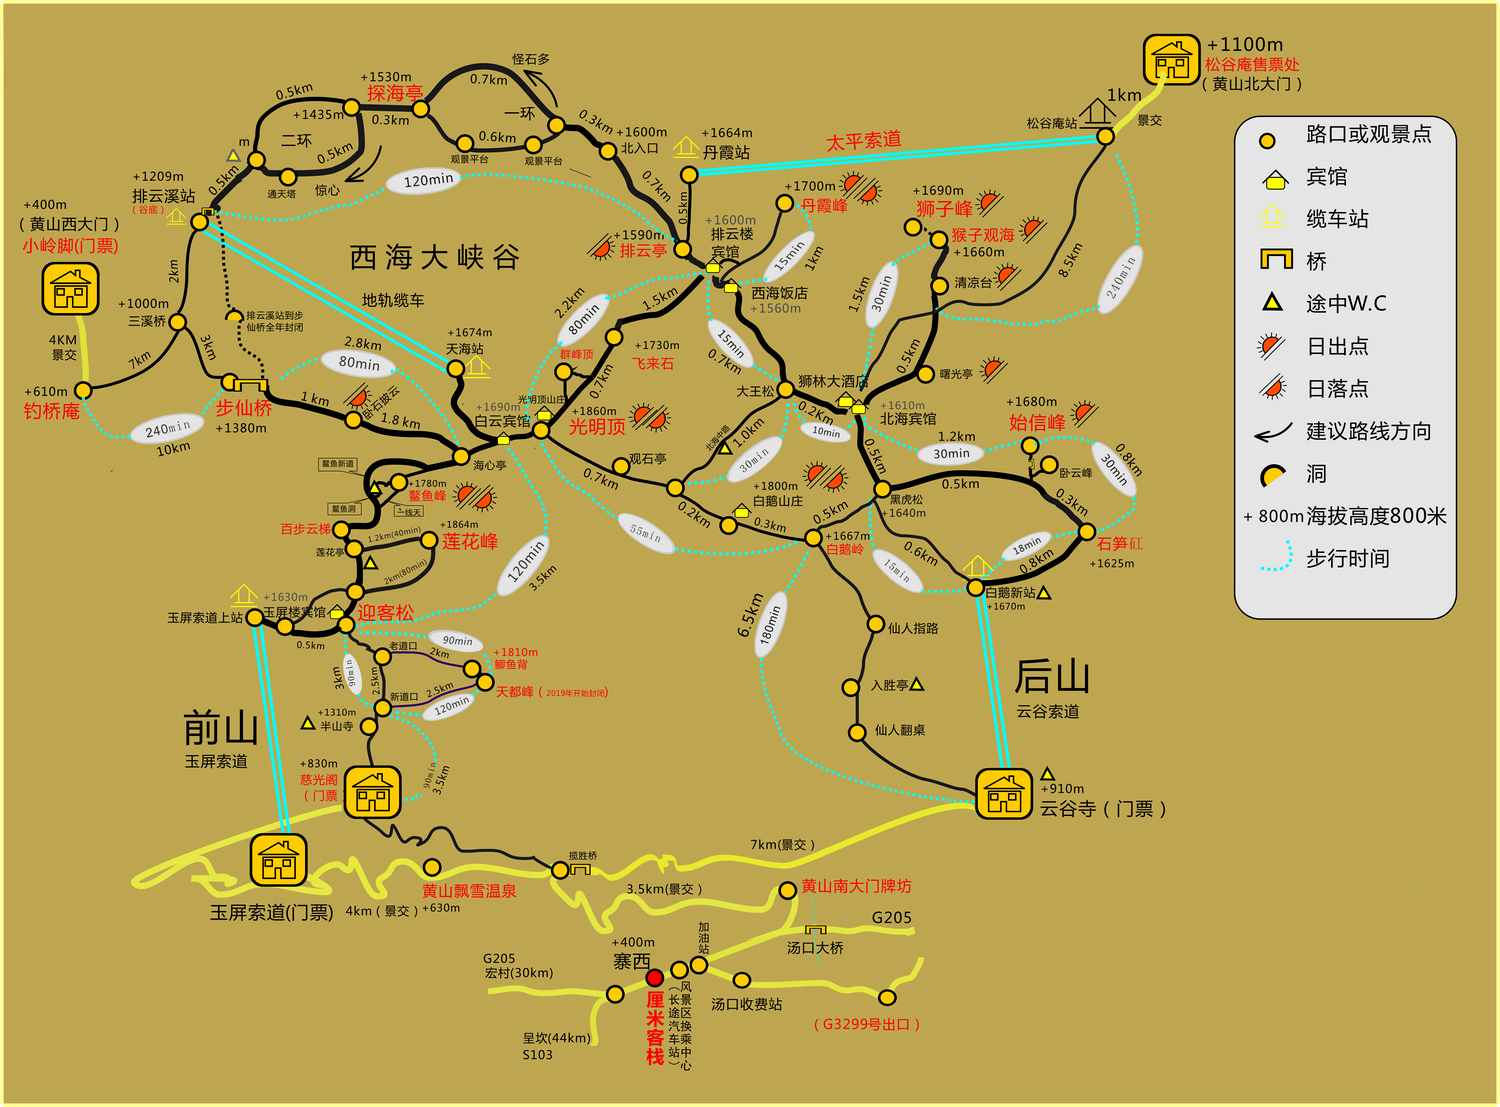 怪石多
+1530m
探海亭
0.5km
+1435m
0.3km
0.7km
一环
0.6km
观景平台
观景平台
0.3km
+1600m
北入口
二环
0.5km
m
通天塔
惊心
0.5km
120min
0.7km
+1209m
排云溪站
(谷底)
+400m
(黄山西大门)
小岭脚(门票)
4KM
景交
2km
+1000m
三溪桥
7km
3km
+610m
钓桥庵
240min
10km
排云溪站到步
仙桥全年封闭
步仙桥
+1380m
西海大峡谷
地轨缆车
2.8km
80min
1 km
卧石披云
1.8 km
+1674m
天海站
+1664m
丹霞站
0.5km
+1590m
排云亭
+1600m
排云楼
宾馆
太平索道
+1100m
松谷庵售票处
(黄山北大门)
1km
景交
松谷庵站
+1700m
丹霞峰
15min
1km
西海饭店
+1560m
+1690m
狮子峰
猴子观海
+1660m
清凉台
1.5km
30min
8.5km
240min
0.5km
曙光亭
2.2km
80min
1.5km
15min
0.7km
群峰顶
+1730m
飞来石
0.7km
光明顶山庄
+1860m
光明顶
+1690m
白云宾馆
海心亭
大王松
狮林大酒店
0.2km
10min
+1610m
北海宾馆
北海中路
1.0km
30min
0.5km
1.2km
30min
+1680m
始信峰
卧云峰
0.8km
30min
0.5km
0.3km
石笋矼
+1625m
18min
0.8km
黑虎松
+1640m
0.6km
15min
白鹅新站
+1670m
0.5km
+1667m
白鹅岭
+1800m
白鹅山庄
0.3km
0.2km
观石亭
0.7km
55min
鳌鱼新道
+1780m
鳌鱼峰
鳌鱼洞
一线天
百步云梯
1.2km(40min)
+1864m
莲花峰
莲花亭
2km(80min)
+1630m
玉屏楼宾馆
玉屏索道上站
迎客松
0.5km
120min
3.5km
90min
老道口
2km
+1810m
鲫鱼背
3km
90min
2.5km
新道口
2.5km
120min
天都峰(2019年开始封闭)
+1310m
半山寺
前山
玉屏索道
+830m
慈光阁
(门票
90min
3.5km
6.5km
180min
仙人指路
入胜亭
仙人翻桌
后山
云谷索道
+910m
云谷寺(门票)
7km(景交)
玉屏索道(门票)
4km(景交)
黄山飘雪温泉
+630m
揽胜桥
3.5km(景交)
黄山南大门牌坊
G205
汤口大桥
加油站
+400m
寨西
G205
宏村(30km)
厘米客栈
风景区换乘中心
(长途汽车站)
汤口收费站
(G3299号出口)
呈坎(44km)
S103
路口或观景点
宾馆
缆车站
桥
途中W.C
日出点
日落点
建议路线方向
洞
+ 800m海拔高度800米
步行时间